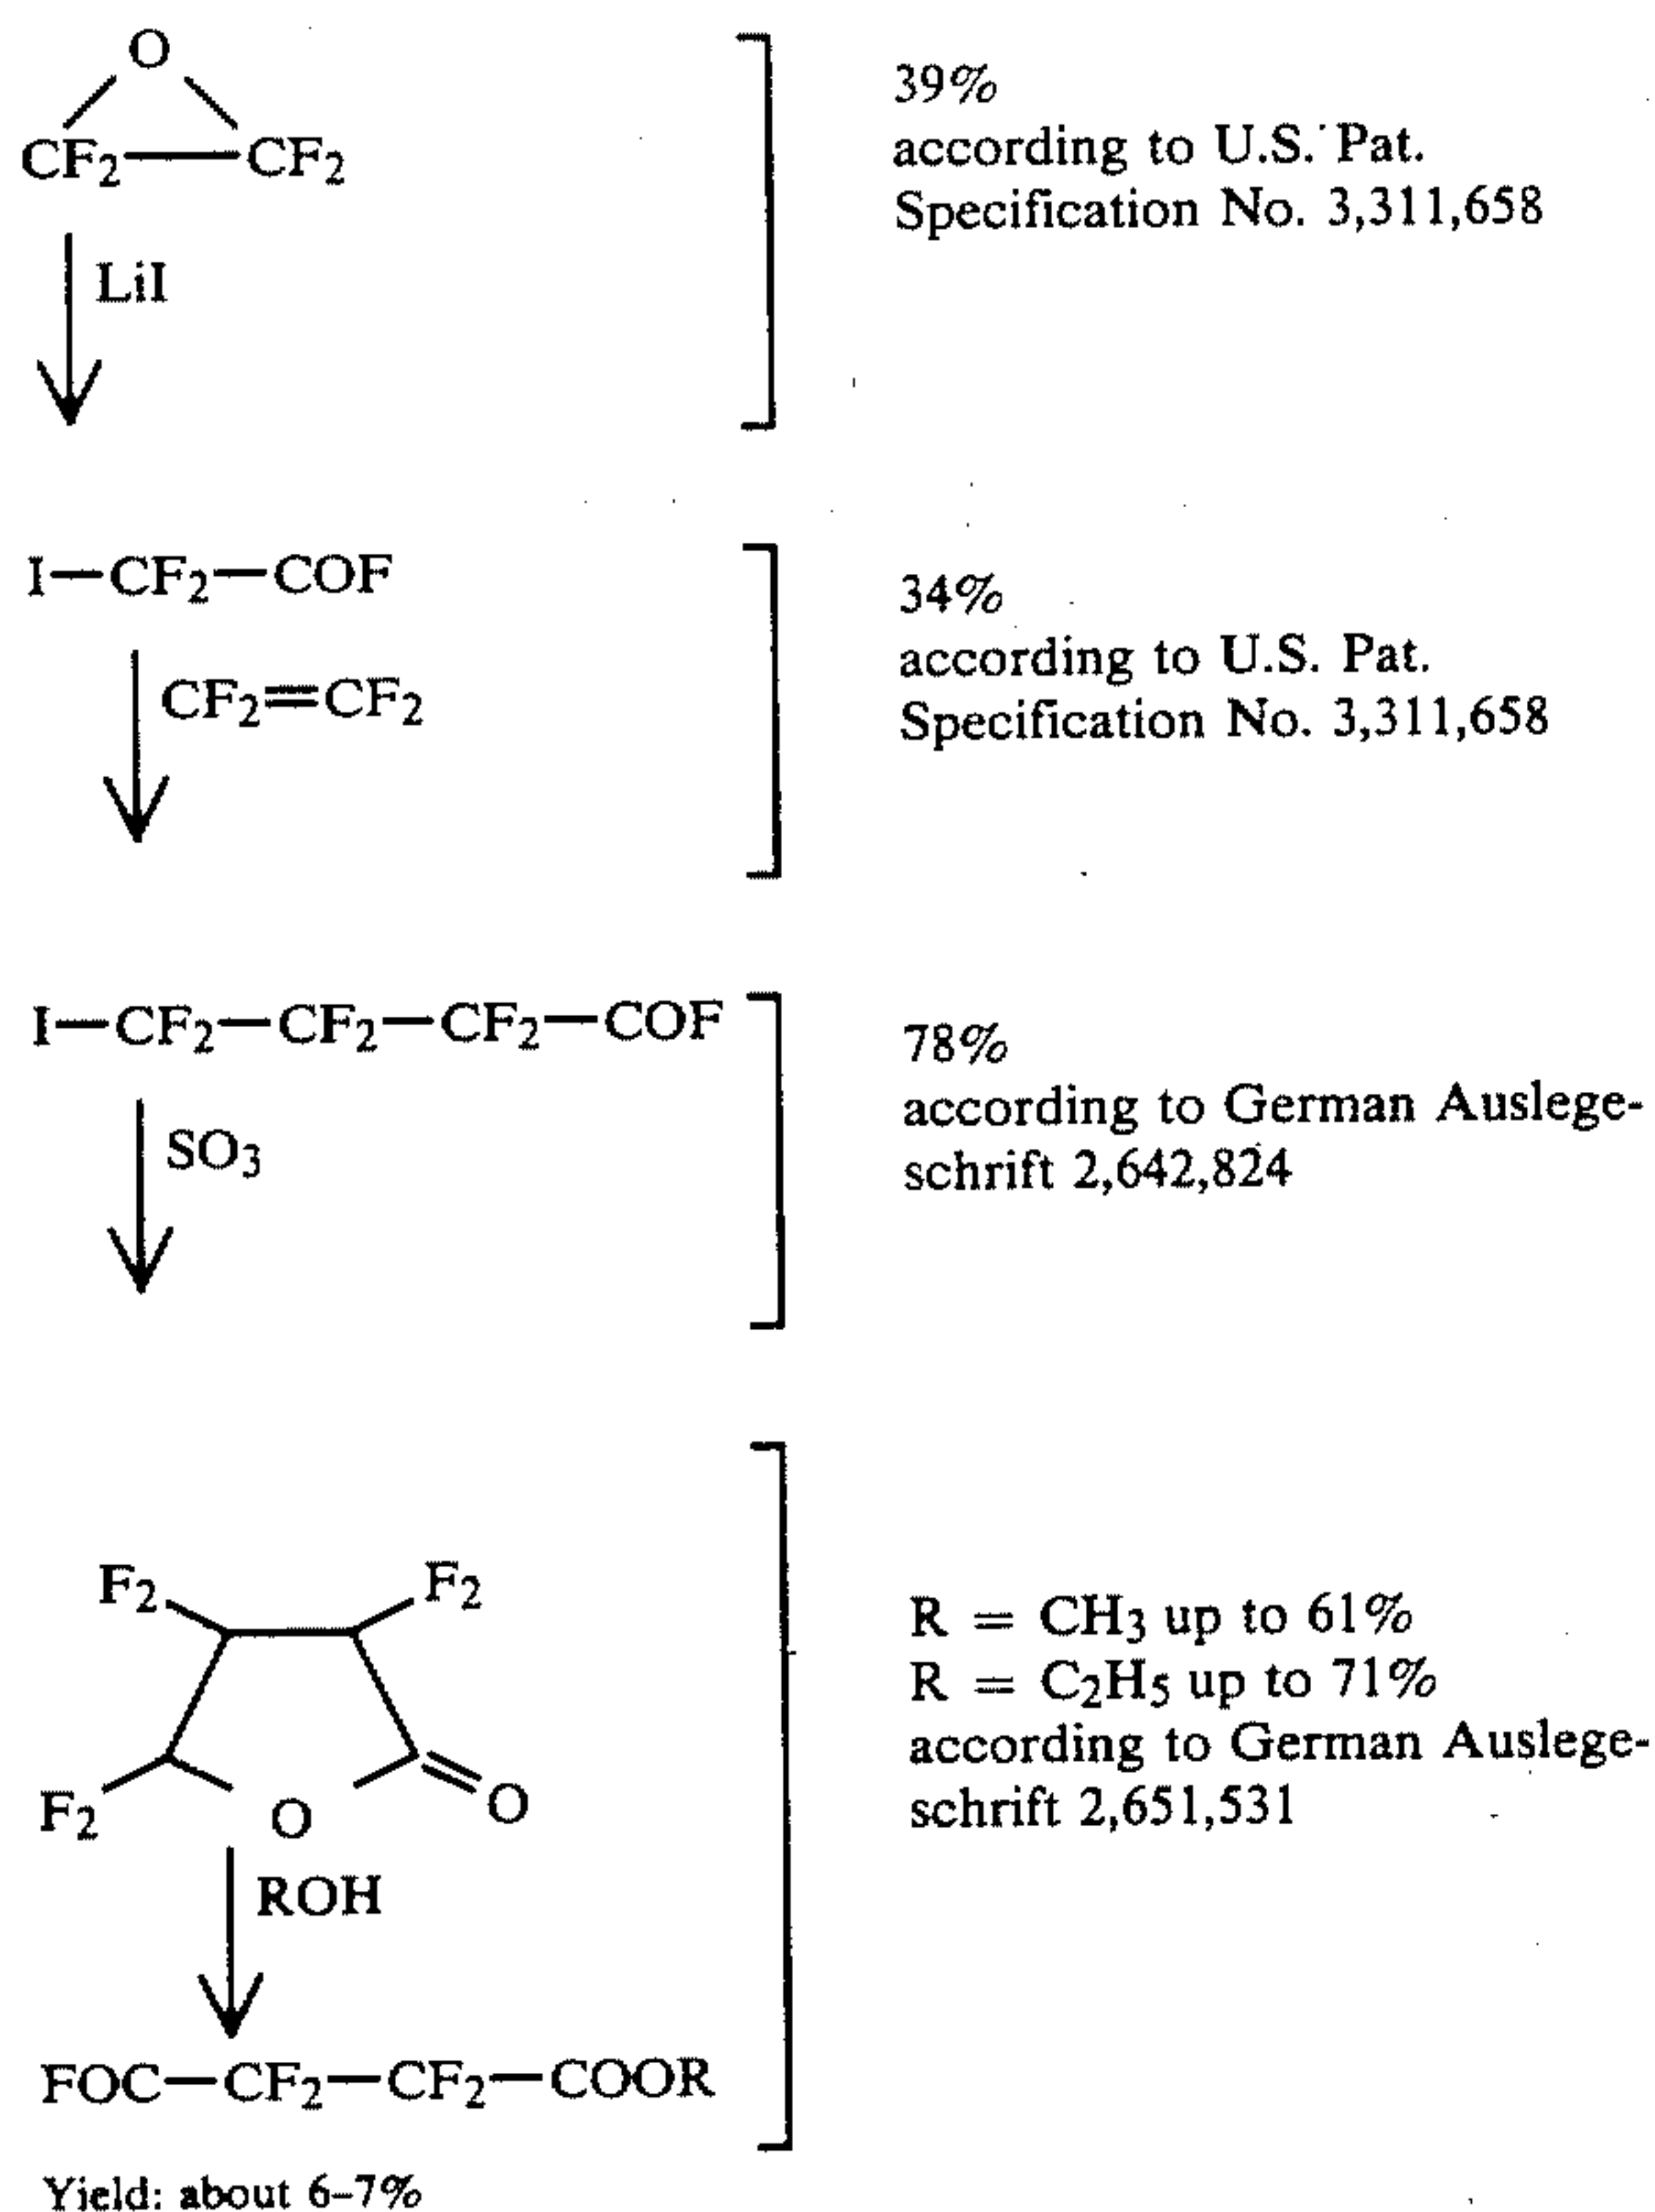 O
CF2—CF2
39%
according to U.S. Pat.
Specification No. 3,311,658
LiI
I—CF2—COF
34%
according to U.S. Pat.
Specification No. 3,311,658
CF2=CF2
I—CF2—CF2—CF2—COF
78%
according to German Auslege-
schrift 2,642,824
SO3
F2 F2
F2 O O
R = CH3 up to 61%
R = C2H5 up to 71%
according to German Auslege-
schrift 2,651,531
ROH
FOC—CF2—CF2—COOR
Yield: about 6–7%